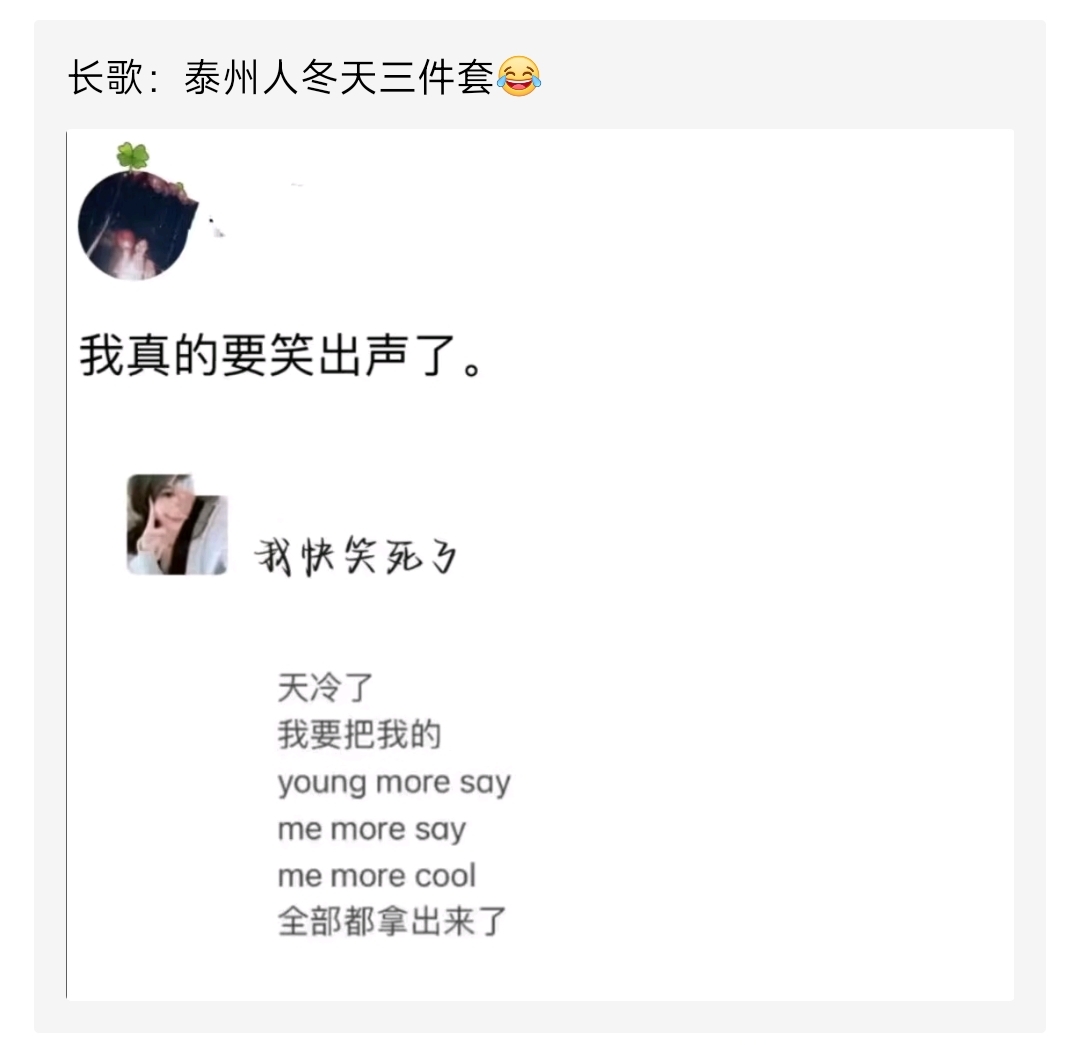 长歌：泰州人冬天三件套😂
我真的要笑出声了。
我快笑死了
天冷了
我要把我的
young more say
me more say
me more cool
全部都拿出来了